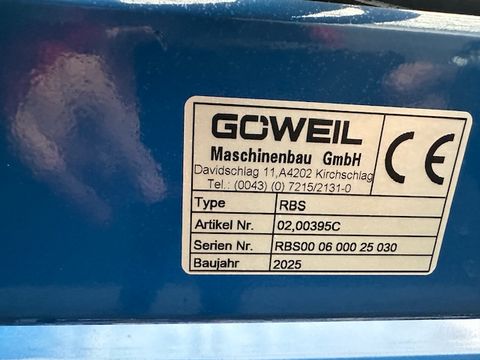 GÖWEIL
Maschinenbau GmbH
Davidschlag 11,A4202 Kirchschlag
Tel.: (0043) (0) 7215/2131-0
CE
Type RBS
Artikel Nr. 02,00395C
Serien Nr. RBS00 06 000 25 030
Baujahr 2025